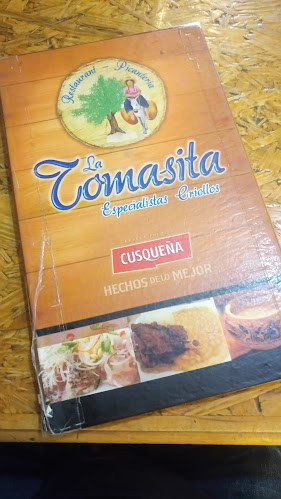 Restaurant - Picantería
La
Tomasita
Especialistas Criollos
CUSQUEÑA
HECHOS DE LO MEJOR